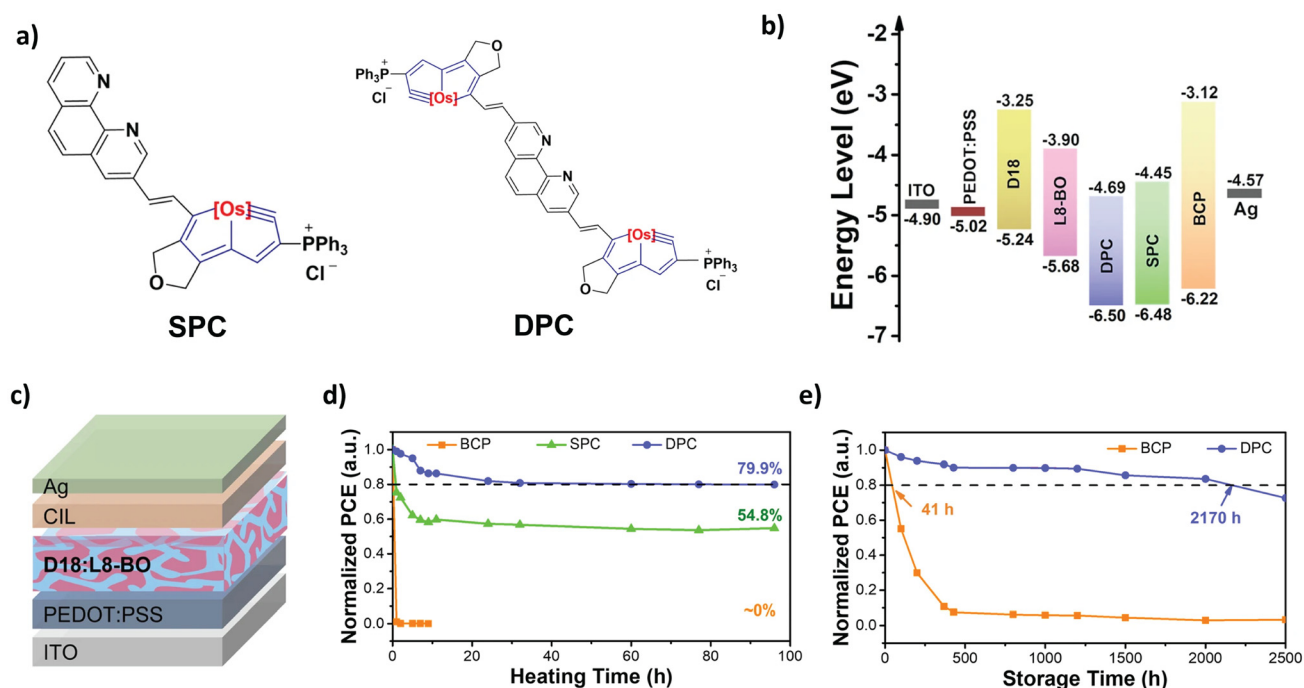 a)
N
N
[Os]
O
+
PPh3
Cl−
SPC
O
+
Ph3P
Cl−
[Os]
N
N
[Os]
+
PPh3
Cl−
O
DPC
b)
Energy Level (eV)
-2
-3
-4
-5
-6
-7
ITO
-4.90
PEDOT:PSS
-5.02
-3.25
D18
-5.24
-3.90
L8-BO
-5.68
-4.69
DPC
-6.50
-4.45
SPC
-6.48
-3.12
BCP
-6.22
-4.57
Ag
c)
Ag
CIL
D18:L8-BO
PEDOT:PSS
ITO
d)
Normalized PCE (a.u.)
BCP SPC DPC
1.0
0.8
0.6
0.4
0.2
0.0
79.9%
54.8%
~0%
0 20 40 60 80 100
Heating Time (h)
e)
Normalized PCE (a.u.)
BCP DPC
1.0
0.8
0.6
0.4
0.2
0.0
41 h
2170 h
0 500 1000 1500 2000 2500
Storage Time (h)